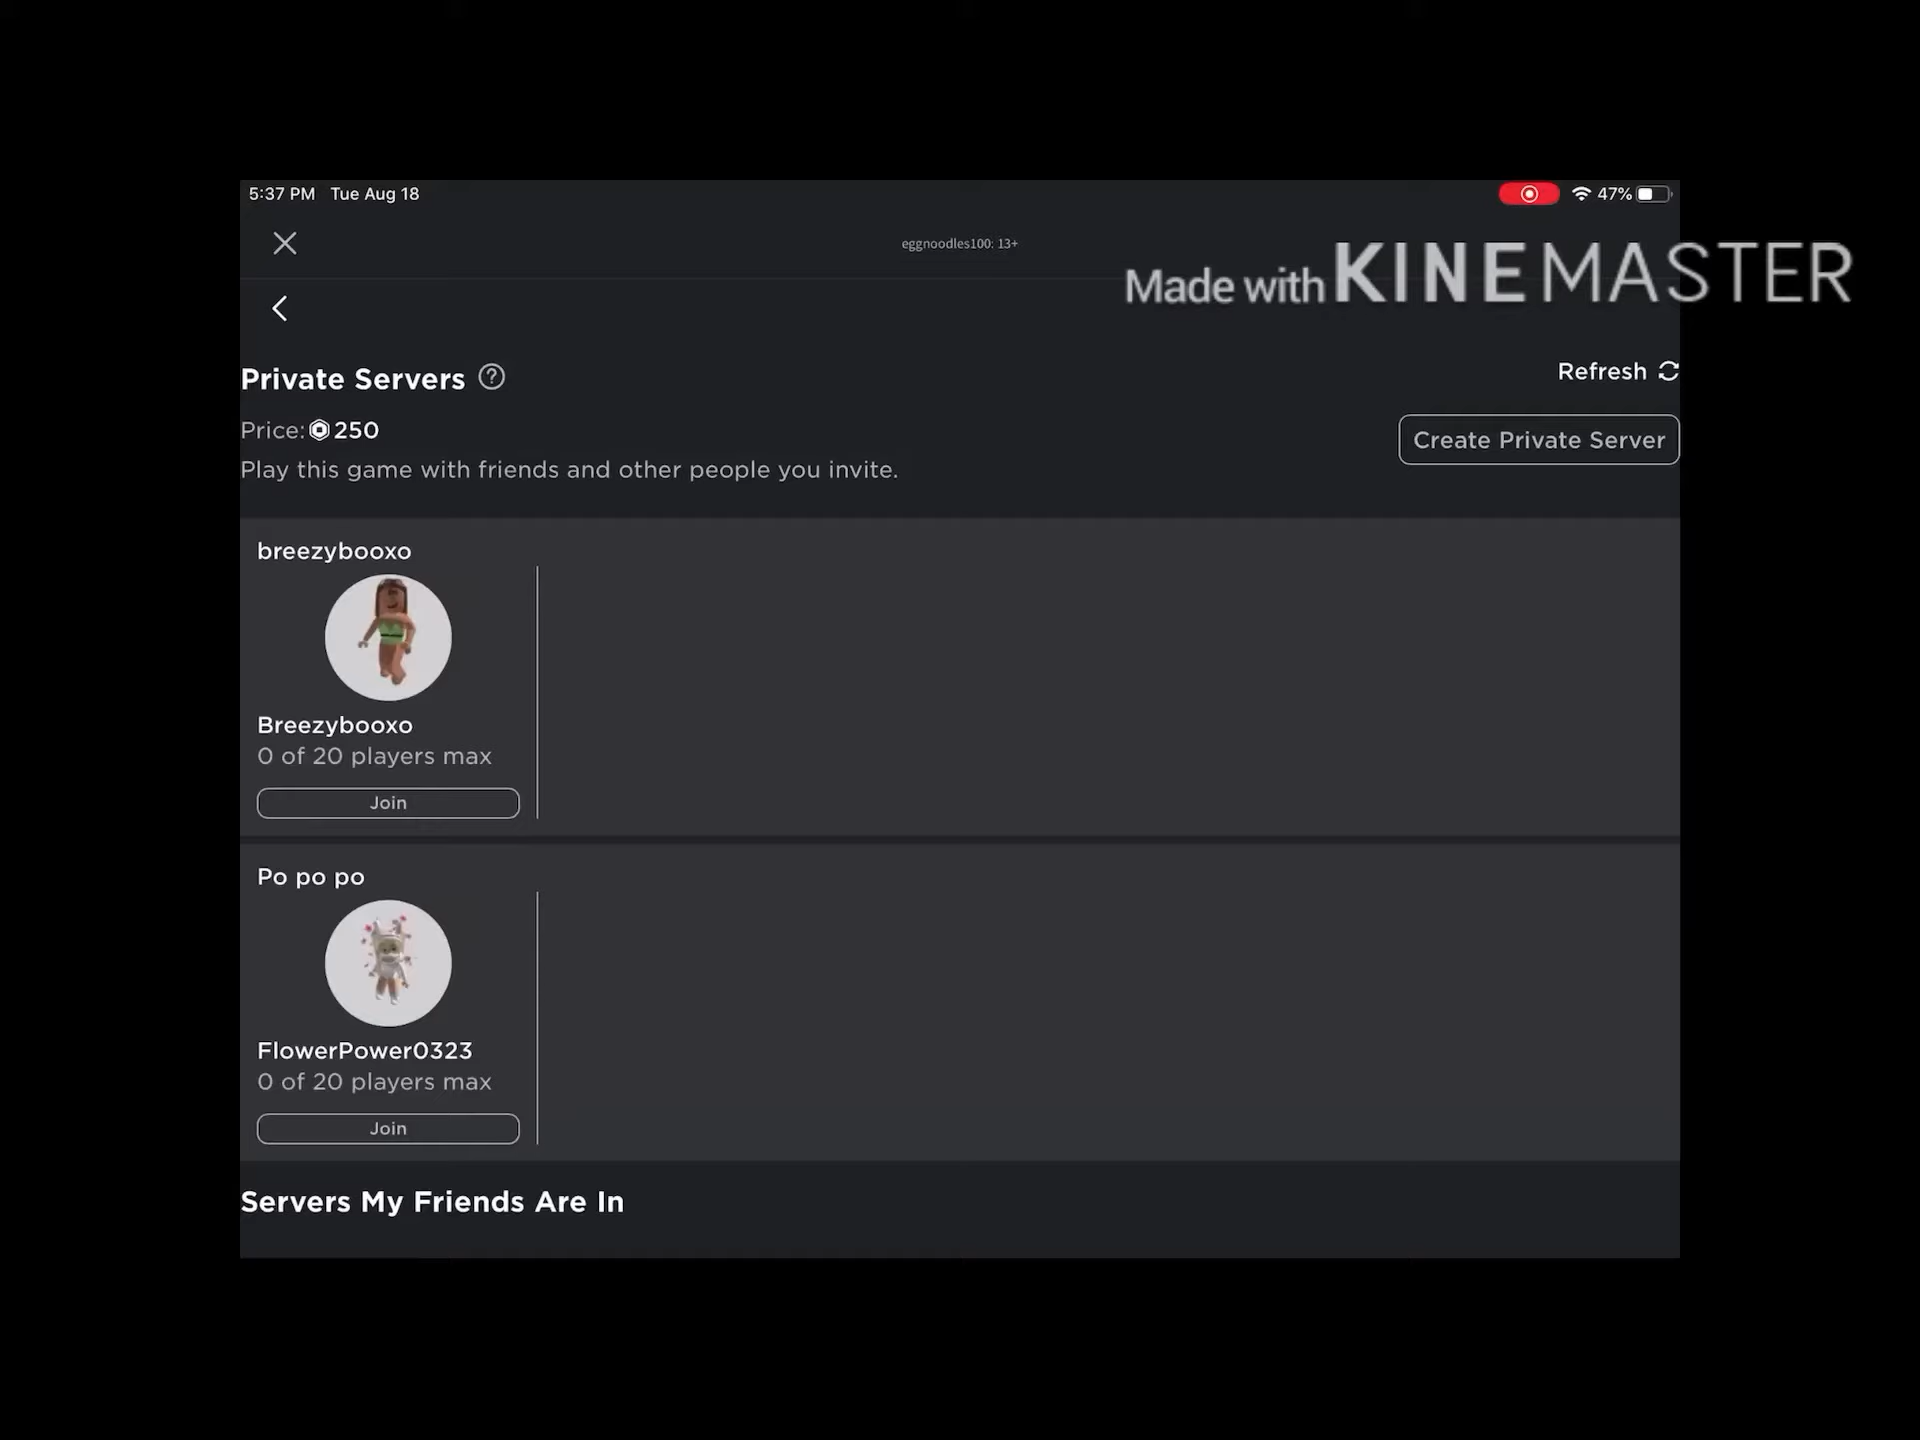 5:37 PM Tue Aug 18
47%
eggnoodles100: 13+
Made with KINEMASTER
Private Servers
Refresh
Price: 250
Create Private Server
Play this game with friends and other people you invite.
breezybooxo
Breezybooxo
0 of 20 players max
Join
Po po po
FlowerPower0323
0 of 20 players max
Join
Servers My Friends Are In